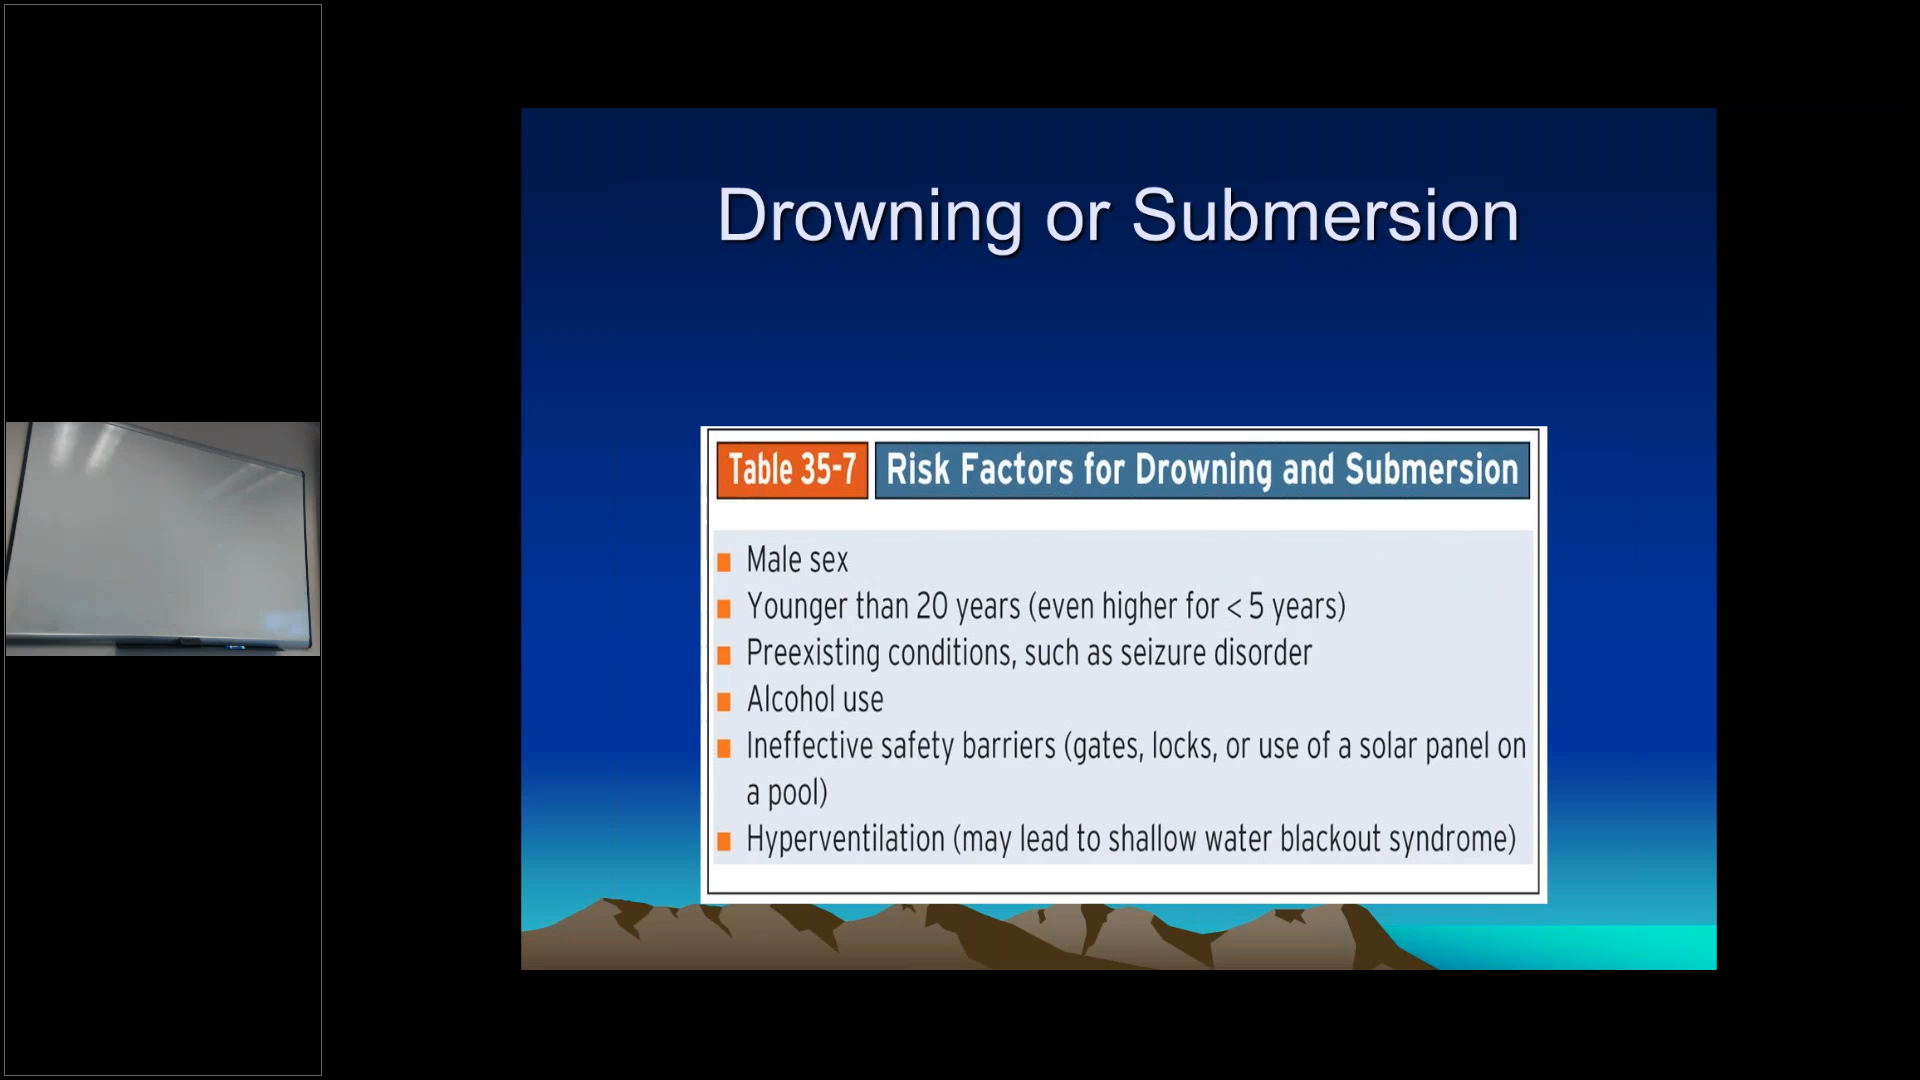 Drowning or Submersion
Table 35-7 Risk Factors for Drowning and Submersion
■ Male sex
■ Younger than 20 years (even higher for < 5 years)
■ Preexisting conditions, such as seizure disorder
■ Alcohol use
■ Ineffective safety barriers (gates, locks, or use of a solar panel on
a pool)
■ Hyperventilation (may lead to shallow water blackout syndrome)